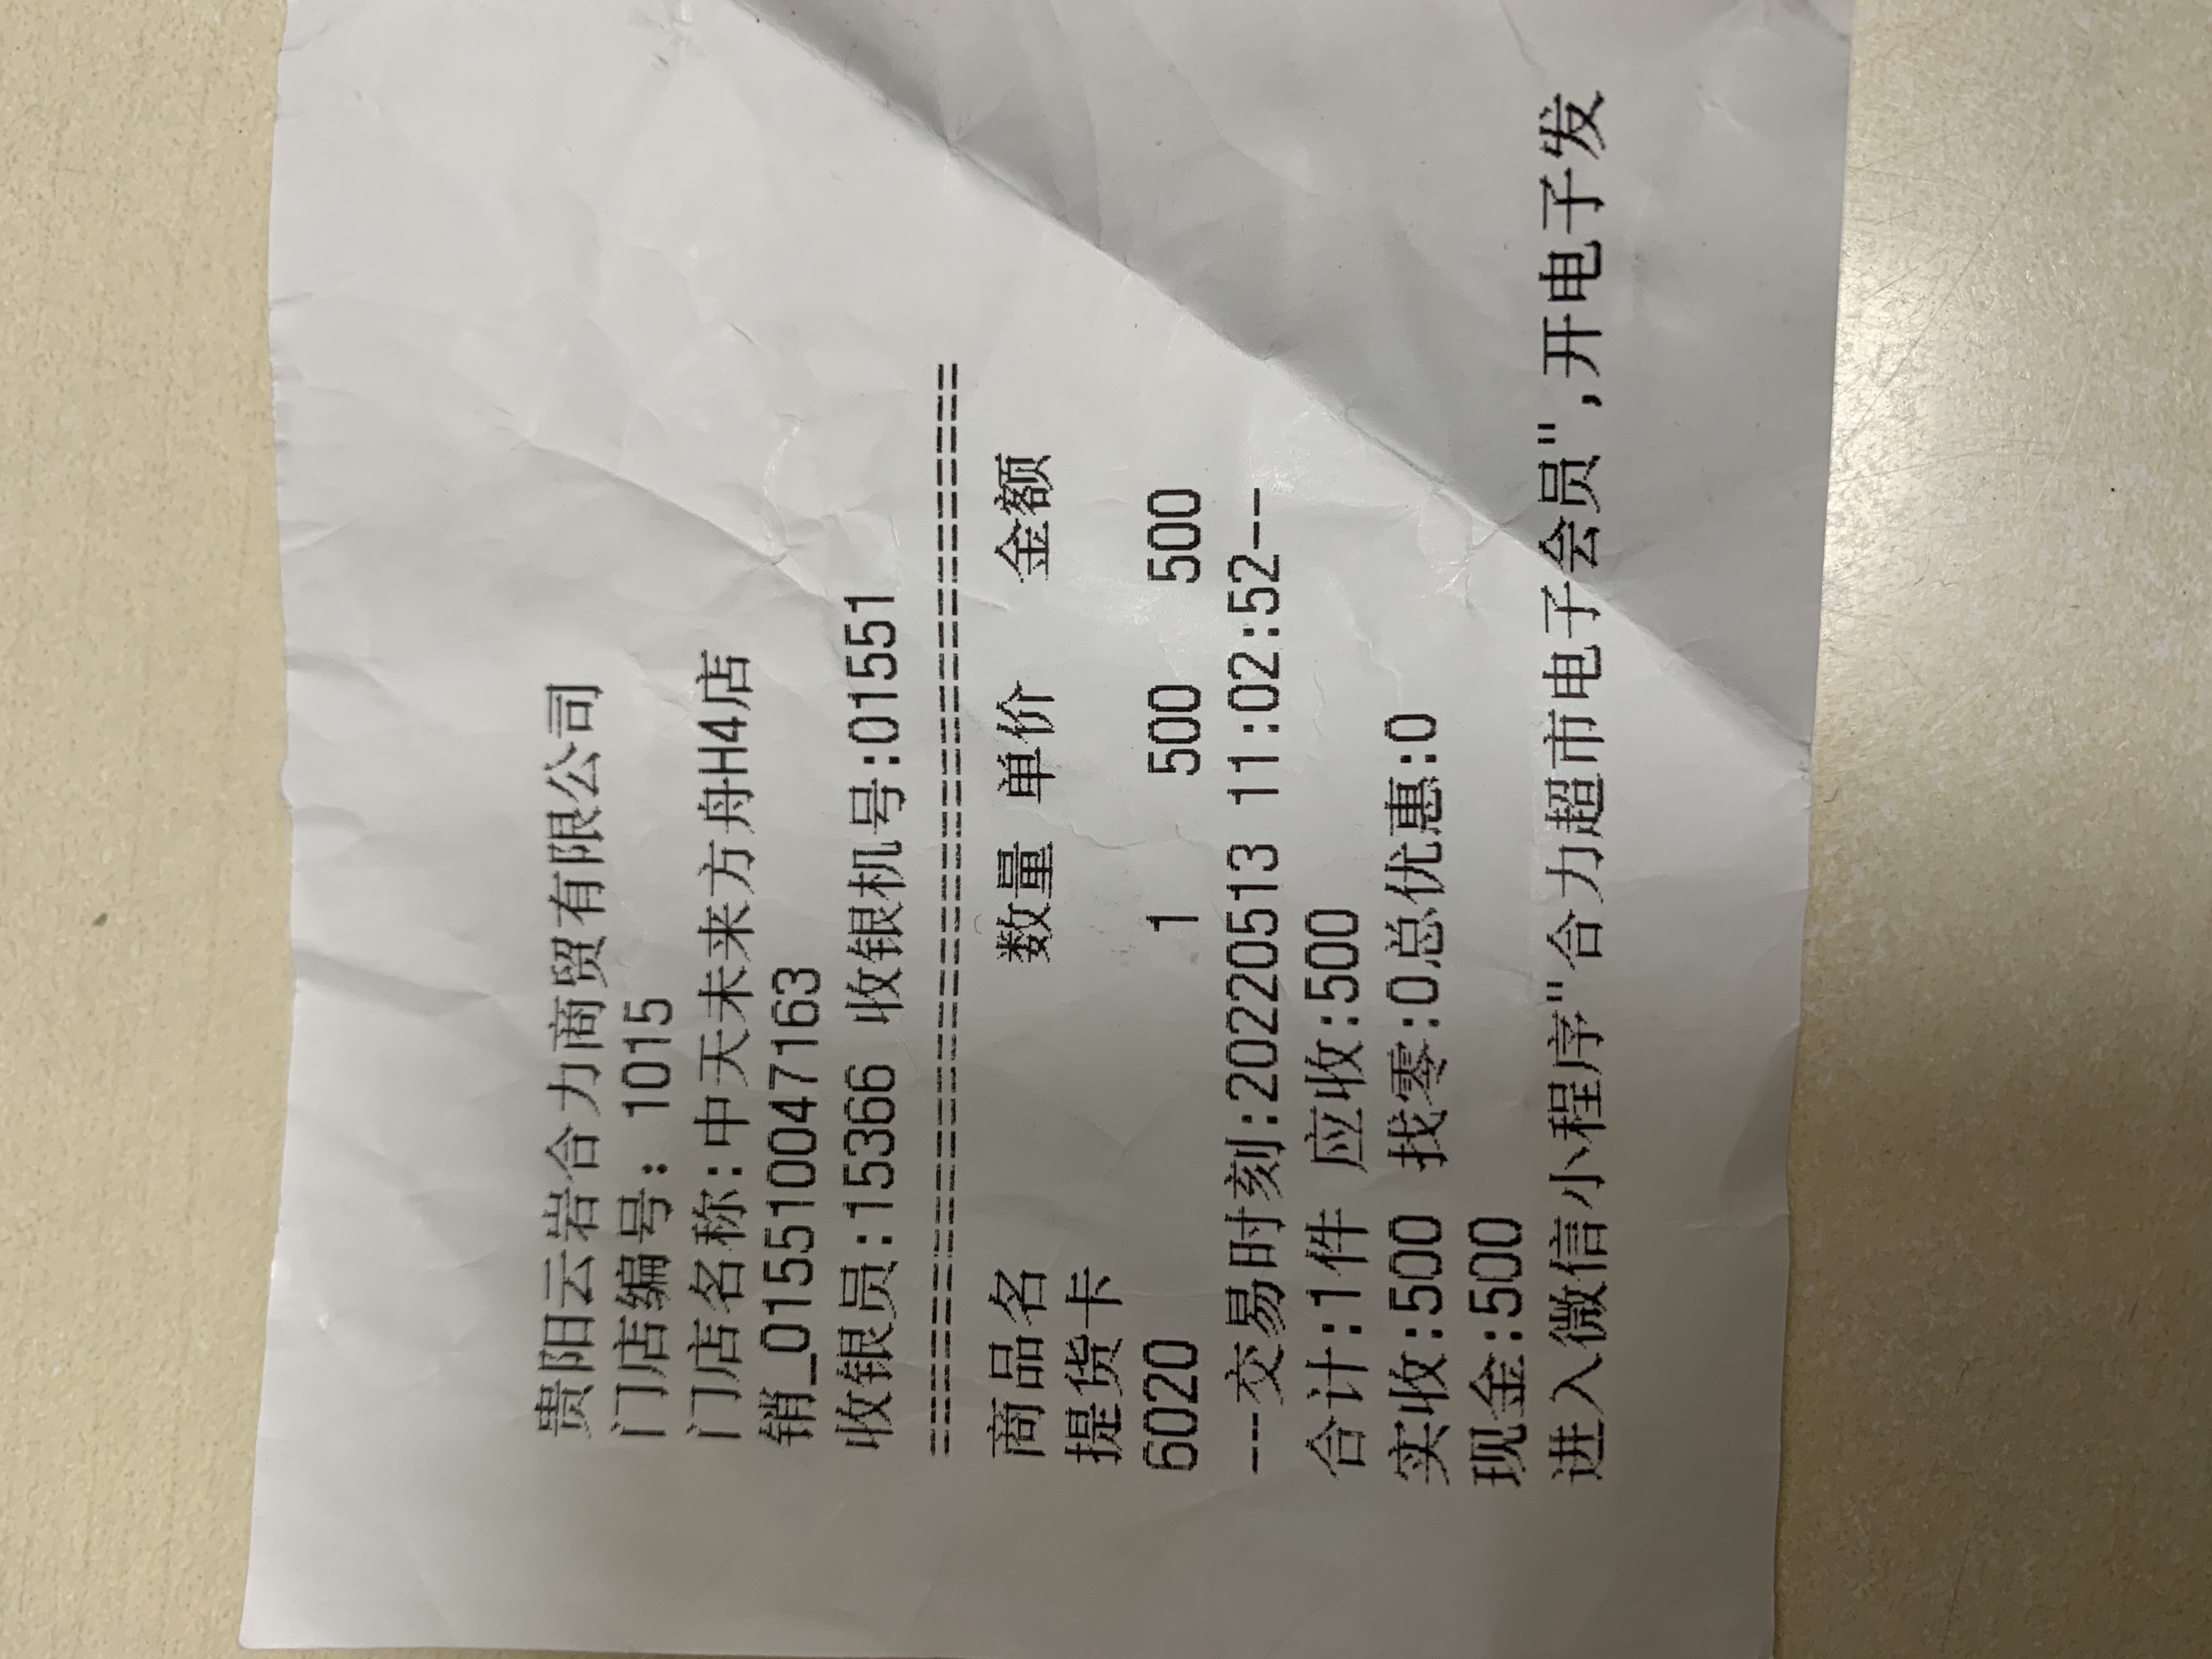 贵阳云岩合力商贸有限公司
门店编号: 1015
门店名称:中天未来方舟H4店
销_015510047163
收银员:15366 收银机号:01551
============================================
商品名 数量 单价 金额
提货卡
6020 1 500 500
---交易时刻:20220513 11:02:52--
合计:1件 应收:500
实收:500 找零:0总优惠:0
现金:500
进入微信小程序"合力超市电子会员",开电子发